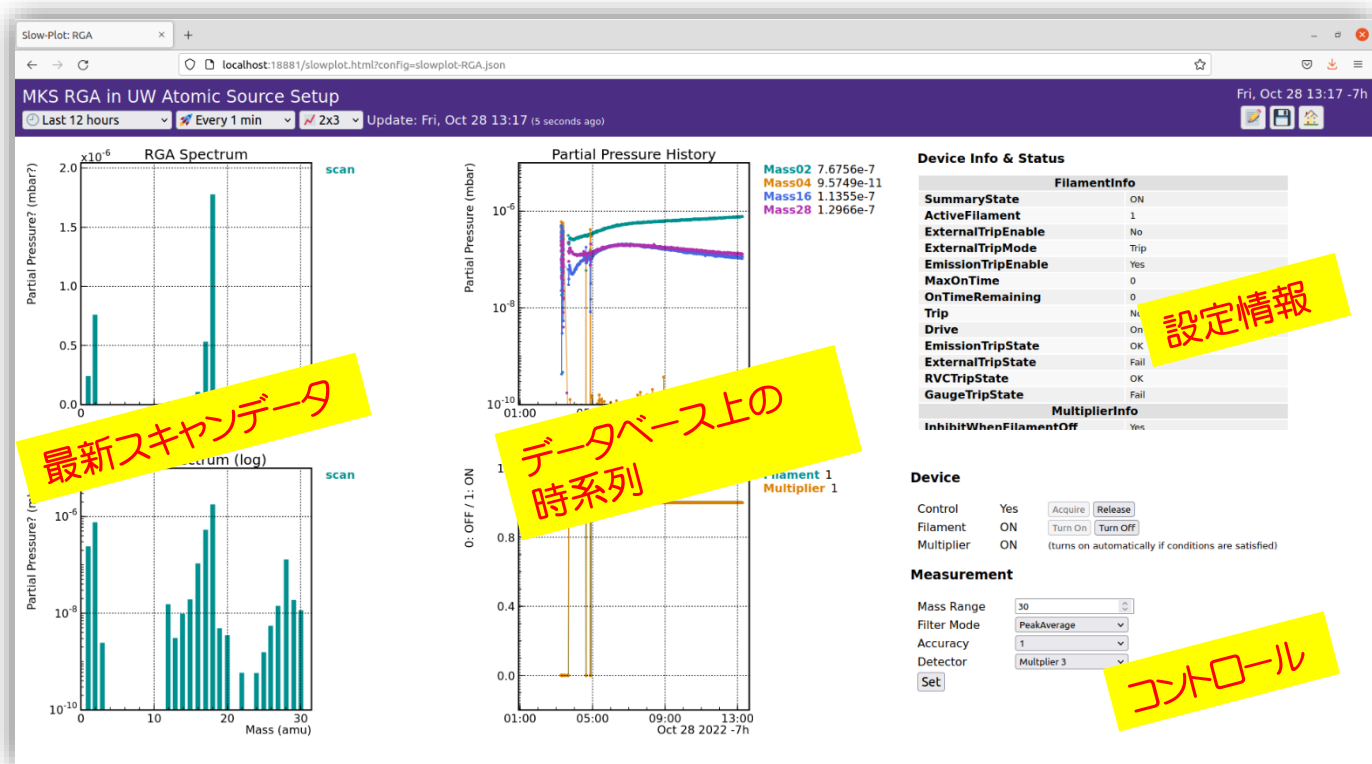 Slow-Plot: RGA
localhost:18881/slowplot.html?config=slowplot-RGA.json
MKS RGA in UW Atomic Source Setup
Fri, Oct 28 13:17 -7h
Last 12 hours
Every 1 min
2x3
Update: Fri, Oct 28 13:17 (5 seconds ago)
RGA Spectrum
x10-6
2.0
1.5
1.0
0.5
0.0
0
Partial Pressure? (mbar?)
scan
最新スキャンデータ
Partial Pressure History
Partial Pressure (mbar)
10-6
10-8
10-10
01:00
Mass02 7.6756e-7
Mass04 9.5749e-11
Mass16 1.1355e-7
Mass28 1.2966e-7
データベース上の
時系列
Device Info & Status
FilamentInfo
SummaryState ON
ActiveFilament 1
ExternalTripEnable No
ExternalTripMode Trip
EmissionTripEnable Yes
MaxOnTime 0
OnTimeRemaining 0
Trip
Drive On
EmissionTripState OK
ExternalTripState Fail
RVCTripState OK
GaugeTripState Fail
MultiplierInfo
InhibitWhenFilamentOff Yes
設定情報
(log)
scan
Partial Pressure?
10-6
10-8
10-10
0 10 20 30
Mass (amu)
0: OFF / 1: ON
0.8
0.4
0.0
01:00 05:00 09:00 13:00
Oct 28 2022 -7h
Filament 1
Multiplier 1
Device
Control Yes Acquire Release
Filament ON Turn On Turn Off
Multiplier ON (turns on automatically if conditions are satisfied)
Measurement
Mass Range 30
Filter Mode PeakAverage
Accuracy 1
Detector Multplier 3
Set
コントロール